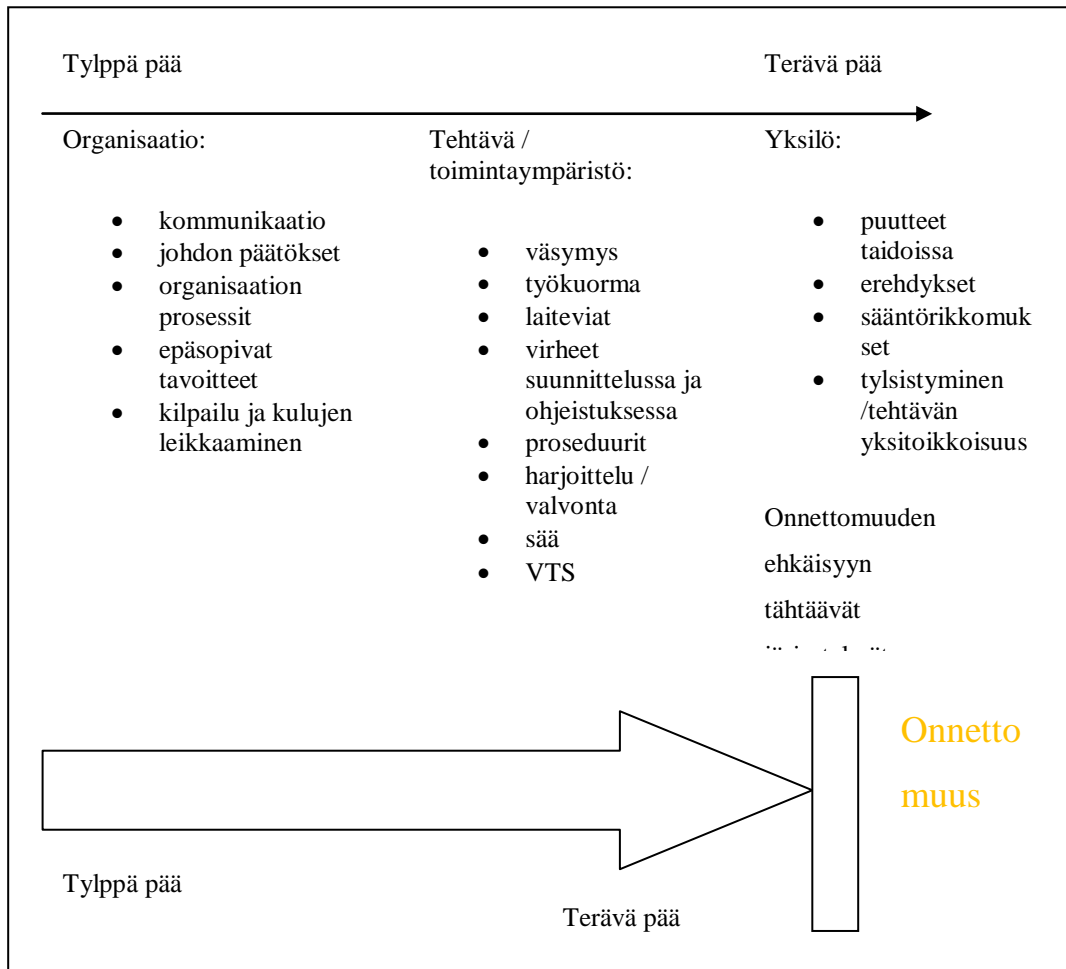 Tylppä pää
Terävä pää
Organisaatio:
• kommunikaatio
• johdon päätökset
• organisaation
prosessit
• epäsopivat
tavoitteet
• kilpailu ja kulujen
leikkaaminen
Tehtävä /
toimintaympäristö:
• väsymys
• työkuorma
• laiteviat
• virheet
suunnittelussa ja
ohjeistuksessa
• proseduurit
• harjoittelu /
valvonta
• sää
• VTS
Yksilö:
• puutteet
taidoissa
• erehdykset
• sääntörikkomuk
set
• tylsistyminen
/tehtävän
yksitoikkoisuus
Onnettomuuden
ehkäisyyn
tähtäävät
Onnetto
muus
Tylppä pää
Terävä pää